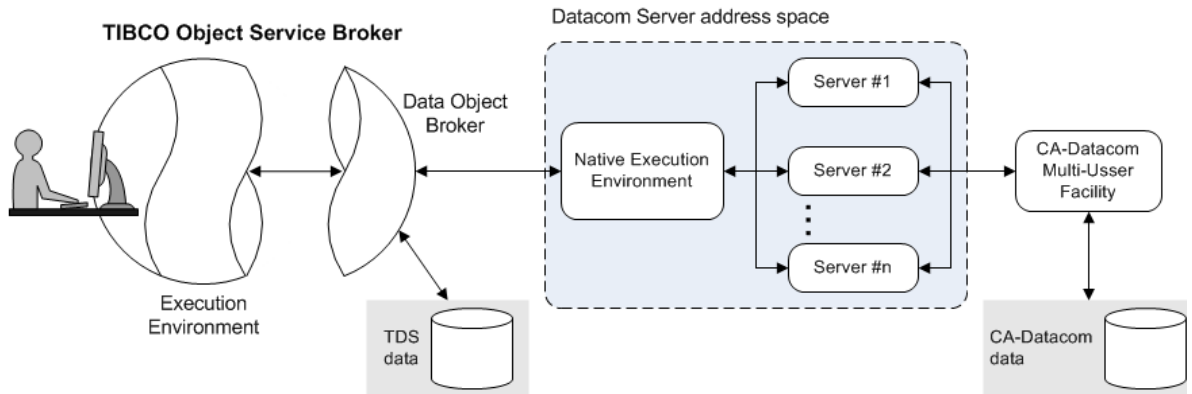 Datacom Server address space
TIBCO Object Service Broker
Data Object
Broker
Server #1
Native Execution
Environment
Server #2
Server #n
CA-Datacom
Multi-Usser
Facility
Execution
Environment
TDS
data
CA-Datacom
data